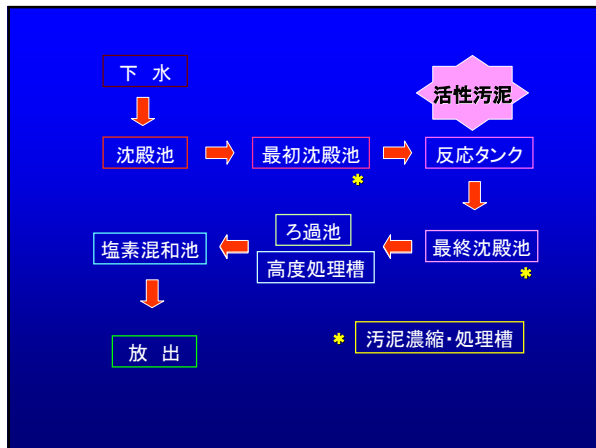 下 水
活性汚泥
沈殿池
最初沈殿池
*
反応タンク
ろ過池
塩素混和池
高度処理槽
最終沈殿池
*
放 出
* 汚泥濃縮・処理槽